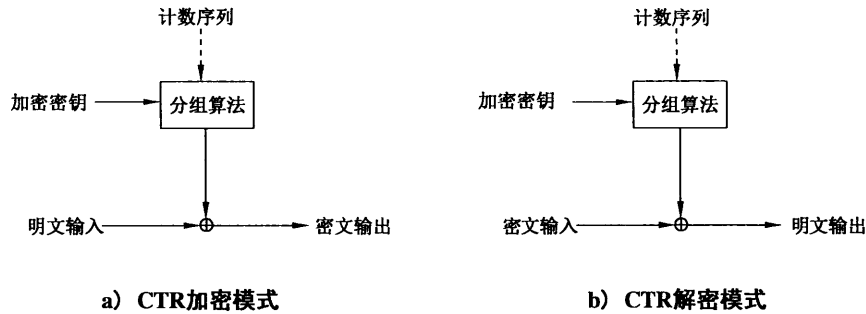 计数序列
加密密钥
分组算法
明文输入
密文输出
a) CTR加密模式
计数序列
加密密钥
分组算法
密文输入
明文输出
b) CTR解密模式